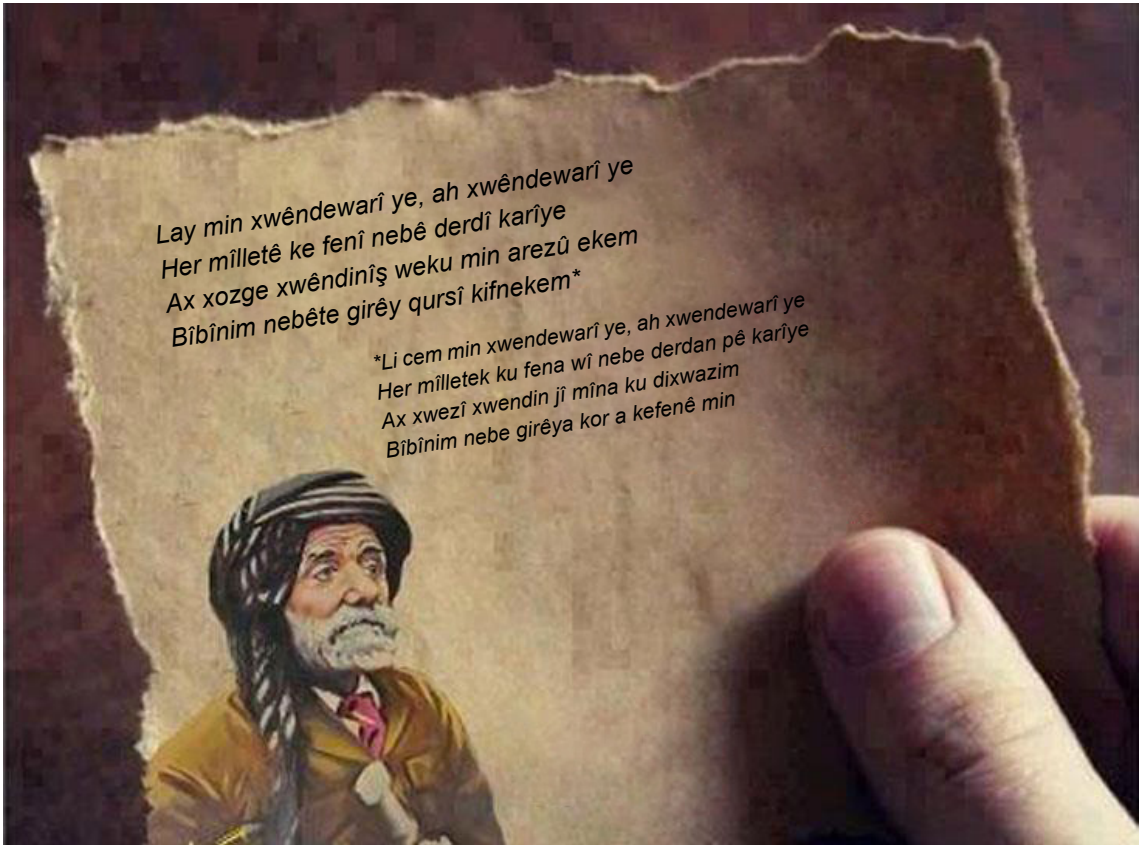 Lay min xwêndewarî ye, ah xwêndewarî ye
Her mîlletê ke fenî nebê derdî karîye
Ax xozge xwêndinîş weku min arezû ekem
Bîbînim nebête girêy qursî kifnekem*
*Li cem min xwendewarî ye, ah xwendewarî ye
Her mîlletek ku fena wî nebe derdan pê karîye
Ax xwezî xwendin jî mîna ku dixwazim
Bîbînim nebe girêya kor a kefenê min